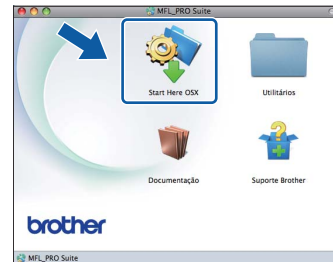 MFL_PRO Suite
Start Here OSX
Utilitários
Documentação
Suporte Brother
brother
MFL_PRO Suite